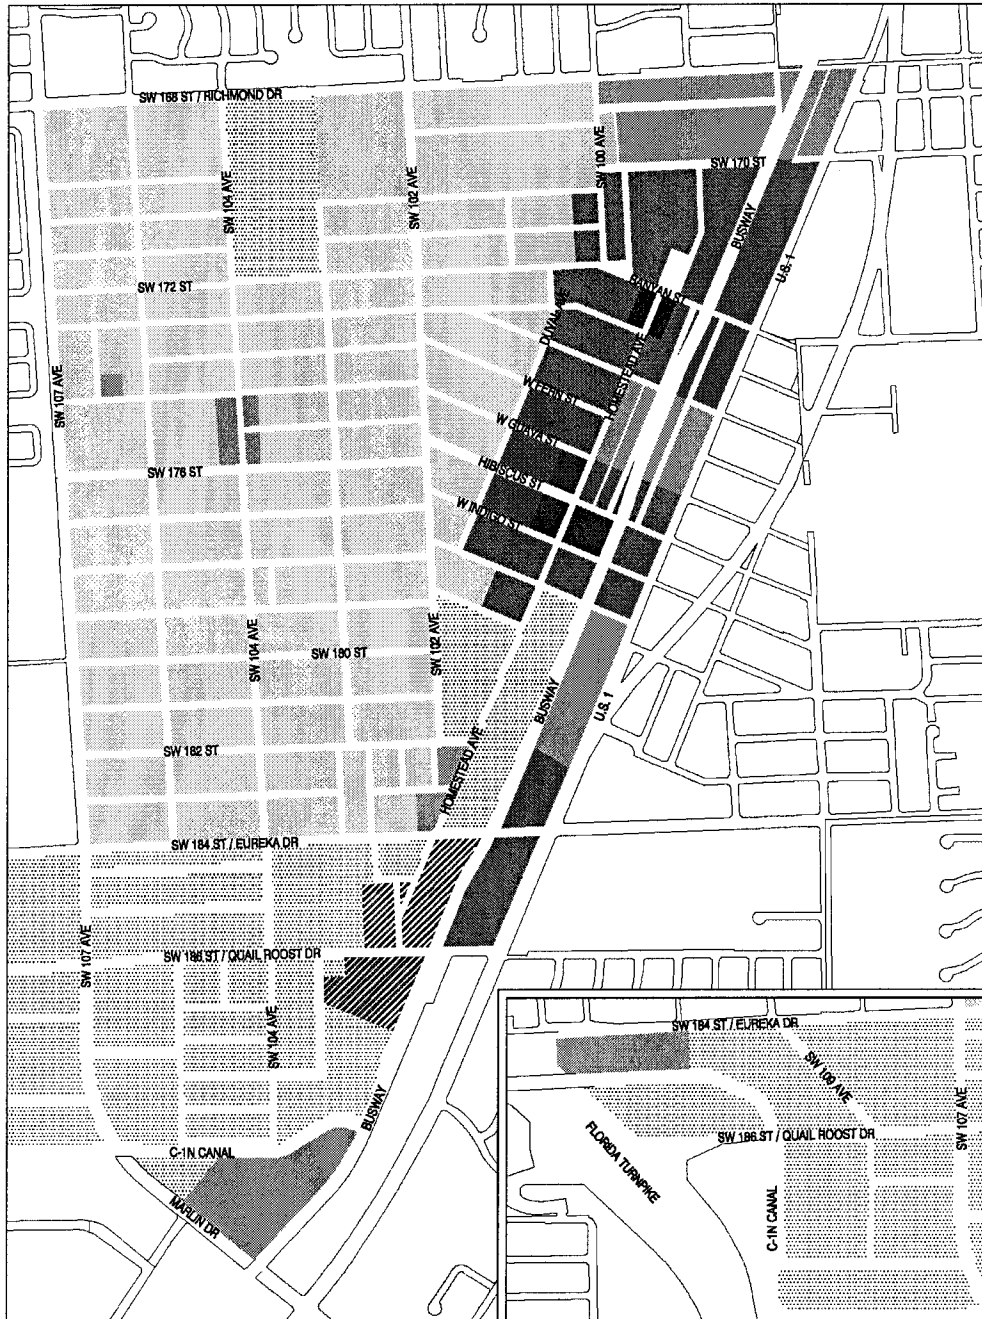 SW 168 ST / RICHMOND DR
SW 100 AVE
SW 170 ST
SW 104 AVE
SW 102 AVE
BUSWAY
U.S. 1
SW 172 ST
BANYAN ST
DUVAL AVE
HOMESTEAD AVE
SW 107 AVE
W FERN ST
W GUAVA ST
HIBISCUS ST
SW 176 ST
W INDIGO ST
SW 104 AVE
SW 102 AVE
SW 180 ST
BUSWAY
U.S. 1
SW 182 ST
HOMESTEAD AVE
SW 184 ST / EUREKA DR
SW 107 AVE
SW 186 ST / QUAIL ROOST DR
SW 104 AVE
BUSWAY
C-1N CANAL
MARLIN DR
SW 184 ST / EUREKA DR
SW 109 AVE
SW 107 AVE
FLORIDA TURNPIKE
SW 186 ST / QUAIL ROOST DR
C-1N CANAL